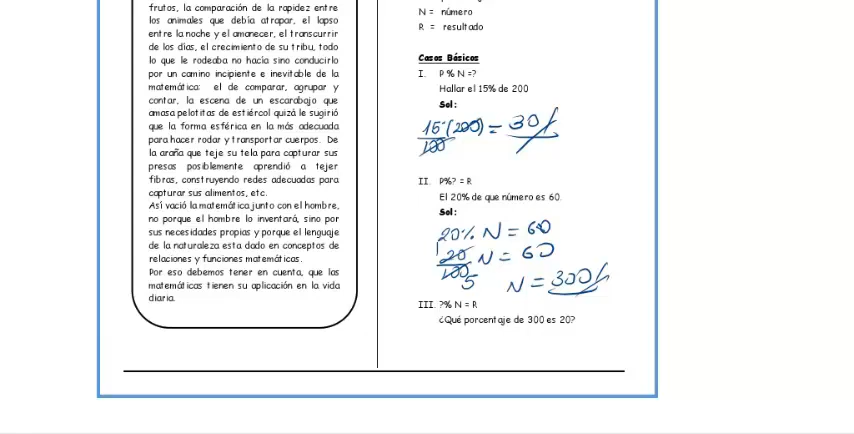 frutos, la comparación de la rapidez entre
los animales que debía atrapar, el lapso
entre la noche y el amanecer, el transcurrir
de los días, el crecimiento de su tribu, todo
lo que le rodeaba no hacía sino conducirlo
por un camino incipiente e inevitable de la
matemática: el de comparar, agrupar y
contar, la escena de un escarabajo que
amasa pelotitas de estiércol quizá le sugirió
que la forma esférica en la más adecuada
para hacer rodar y transportar cuerpos. De
la araña que teje su tela para capturar sus
presas posiblemente aprendió a tejer
fibras, construyendo redes adecuadas para
capturar sus alimentos, etc.
Así vació la matemática junto con el hombre,
no porque el hombre lo inventará, sino por
sus necesidades propias y porque el lenguaje
de la naturaleza esta dado en conceptos de
relaciones y funciones matemáticas.
Por eso debemos tener en cuenta, que las
matemáticas tienen su aplicación en la vida
diaria.
N = número
R = resultado
Casos Básicos
I. P % N =?
Hallar el 15% de 200
Sol:
15 (200) = 30
100
II. P%? = R
El 20% de que número es 60.
Sol:
20% N = 60
20 N = 60
100
5
N = 300
III. ?% N = R
¿Qué porcentaje de 300 es 20?